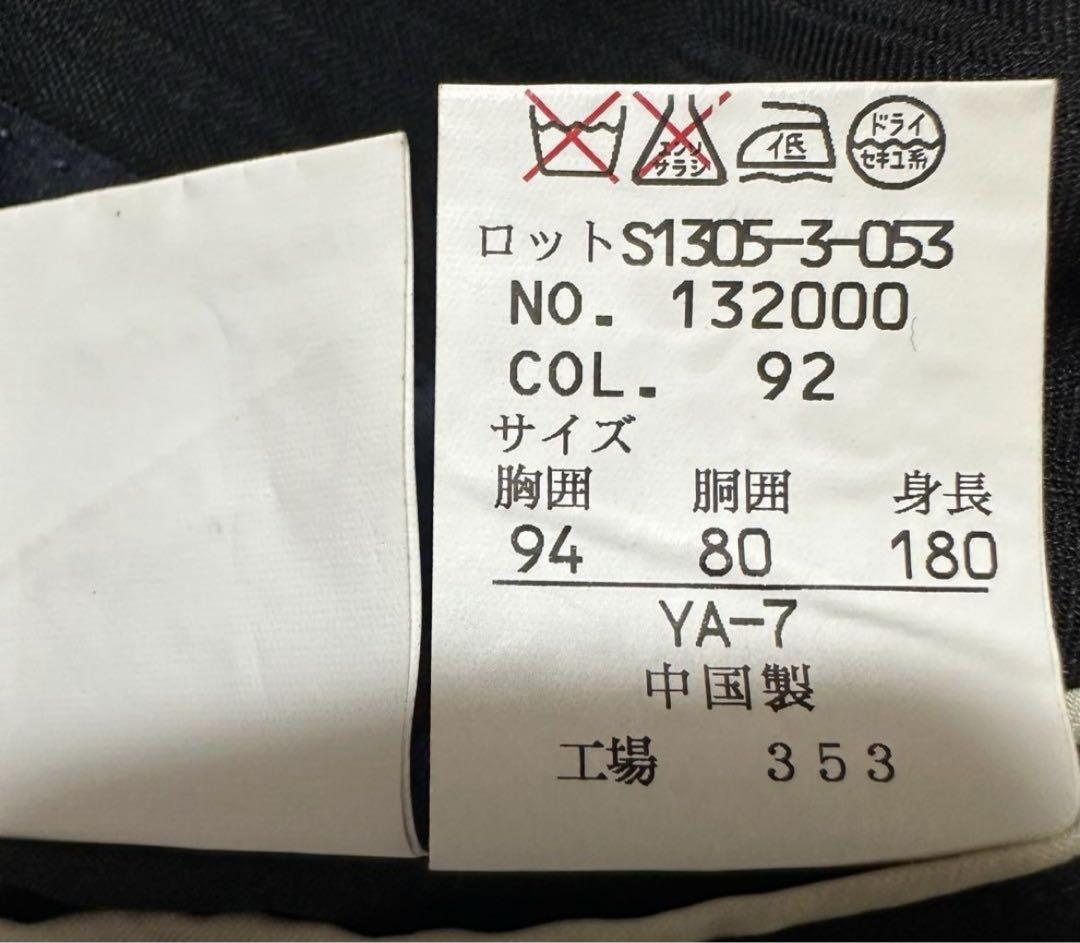 エンソ
サラシ
低
ドライ
セキユ系
ロットS1305-3-053
NO. 132000
COL. 92
サイズ
胸囲 胴囲 身長
94 80 180
YA-7
中国製
工場 353